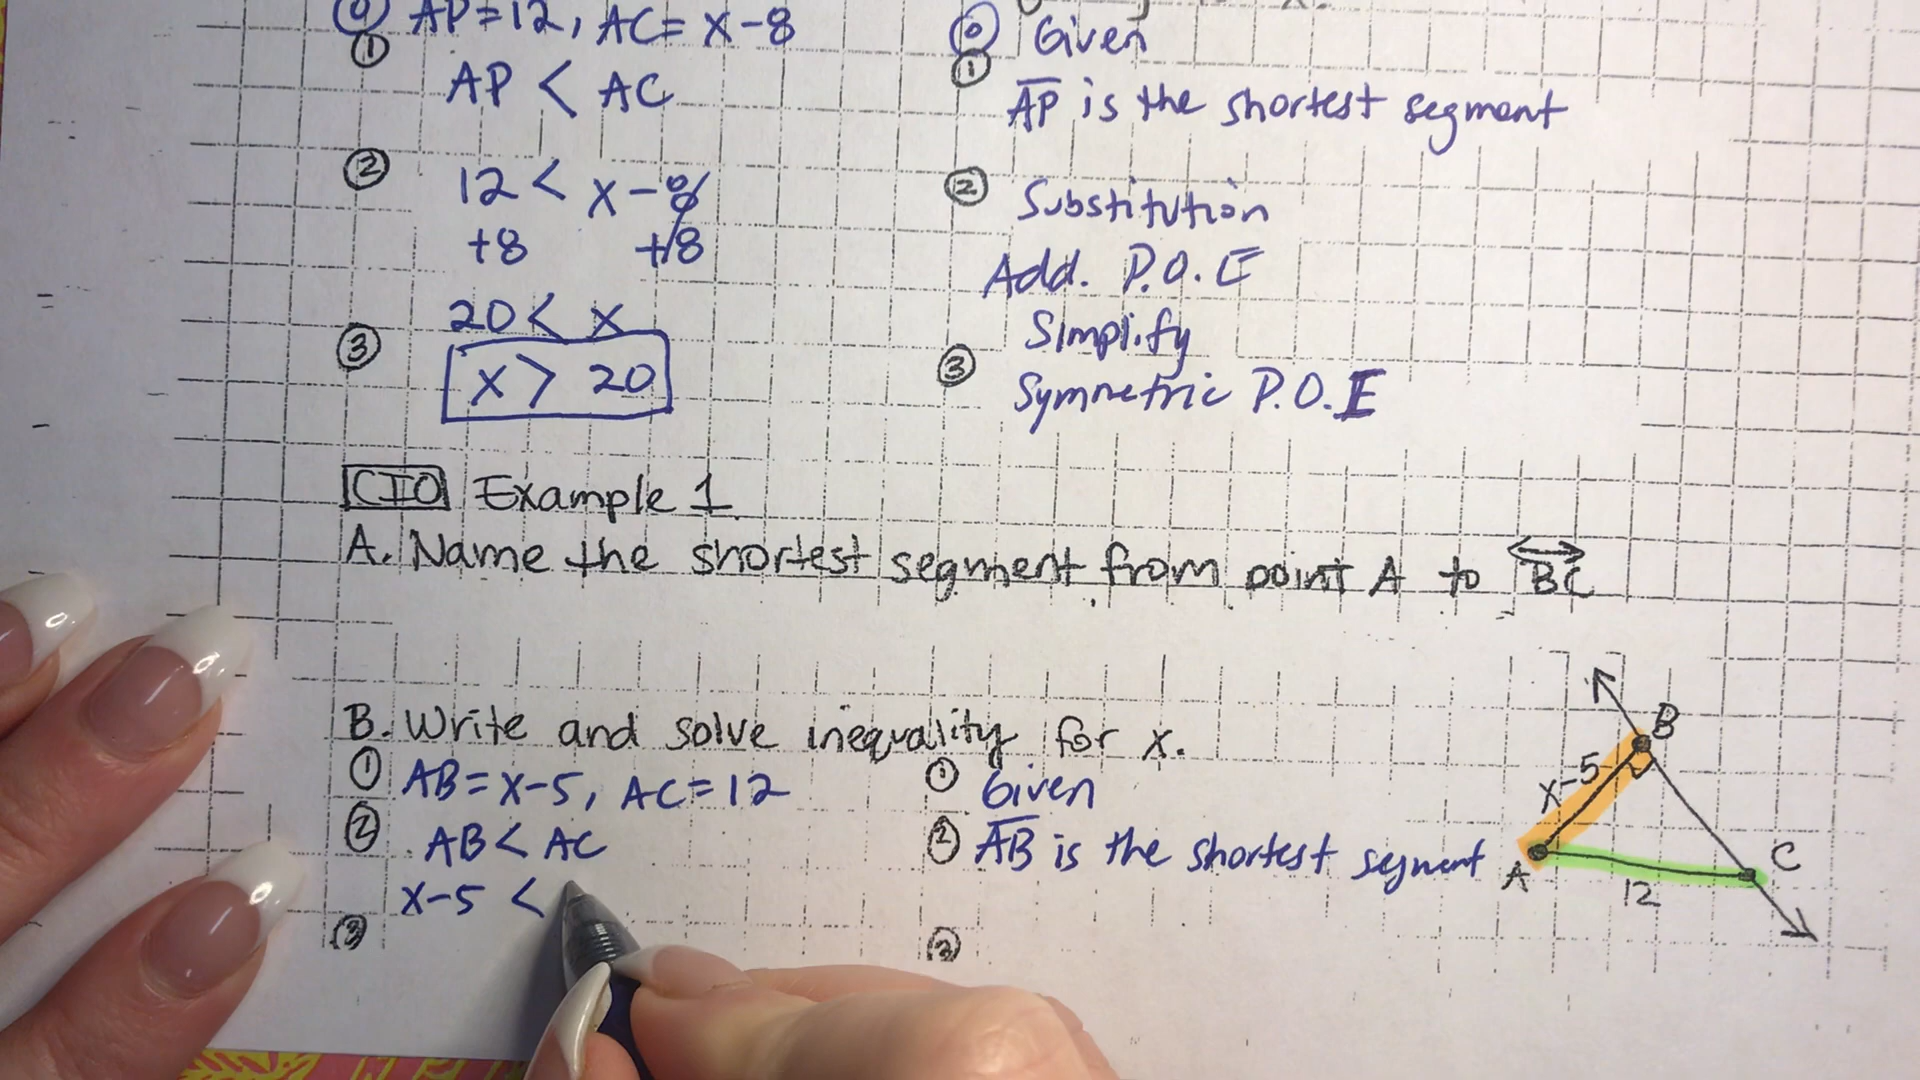 ⓪ AP=12, AC= x-8
⓪ Given
① AP < AC
① AP is the shortest segment
② 12 < x-8
② Substitution
+8 +8
Add. P.O.E
20 < x
Simplify
③ x > 20
③ Symmetric P.O.E
CIO Example 1
A. Name the shortest segment from point A to BC
B. Write and solve inequality for x.
① AB=x-5, AC=12
① Given
② AB < AC
② AB is the shortest segment
x-5 <
③
③
B
x-5
A
12
C